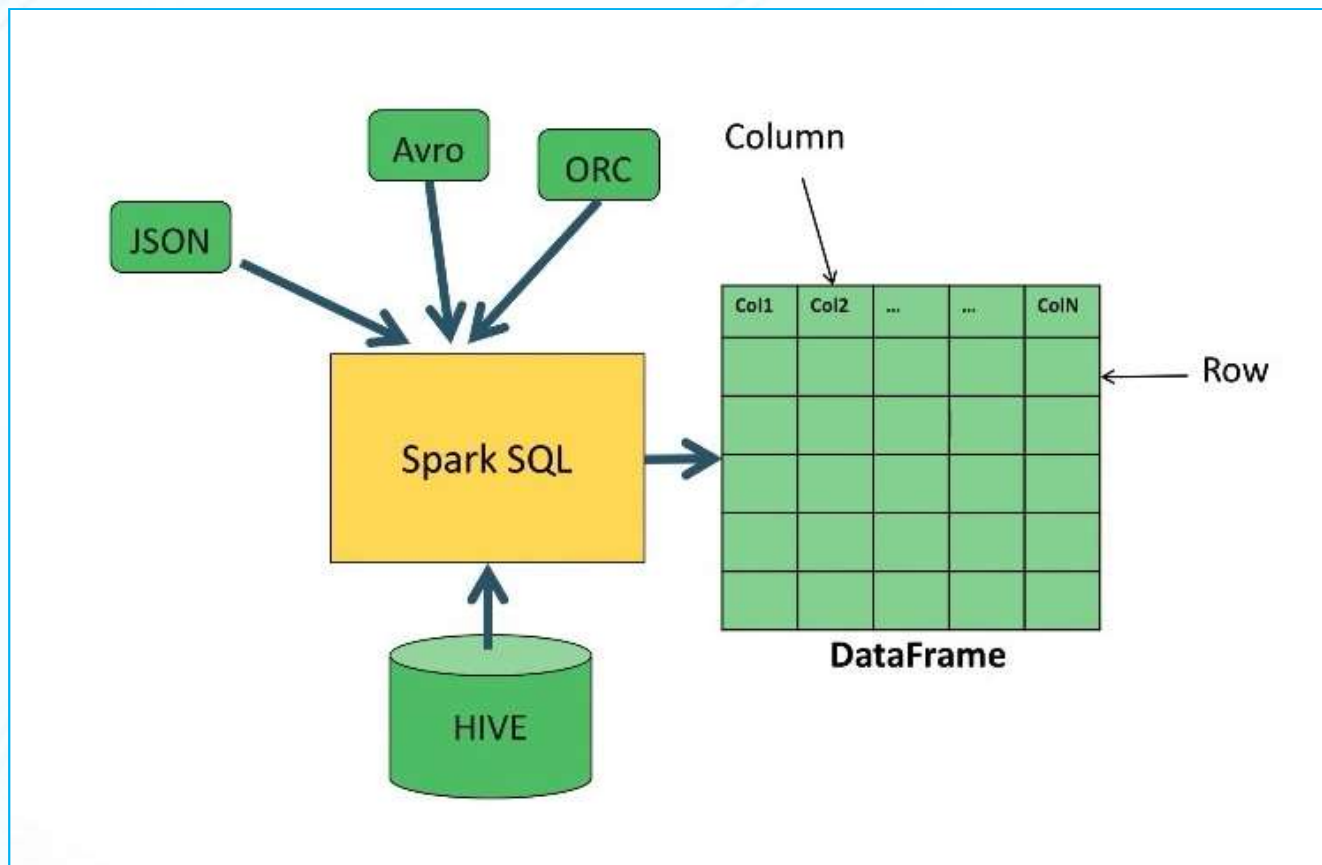 Avro
ORC
JSON
Column
Col1 Col2 ... ... ColN
Row
Spark SQL
DataFrame
HIVE